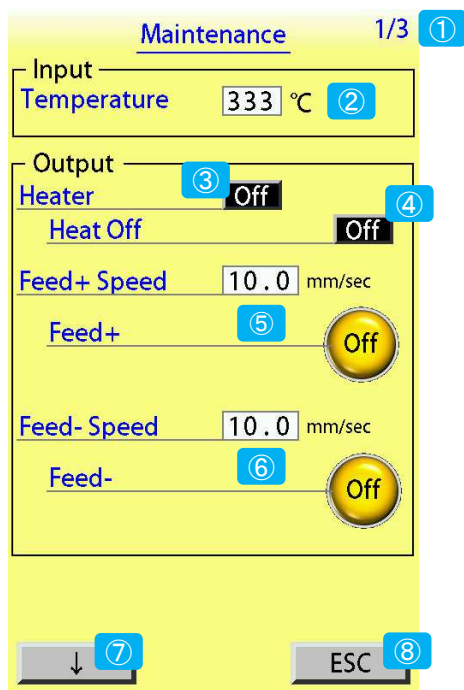 Maintenance 1/3 ①
Input
Temperature 333 ℃ ②
Output
③
Heater Off
④
Heat Off Off
Feed+ Speed 10.0 mm/sec
Feed+ ⑤ Off
Feed- Speed 10.0 mm/sec
Feed- ⑥ Off
↓ ⑦ ESC ⑧